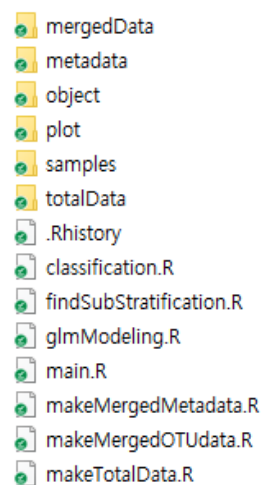 mergedData
metadata
object
plot
samples
totalData
.Rhistory
classification.R
findSubStratification.R
glmModeling.R
main.R
makeMergedMetadata.R
makeMergedOTUdata.R
makeTotalData.R